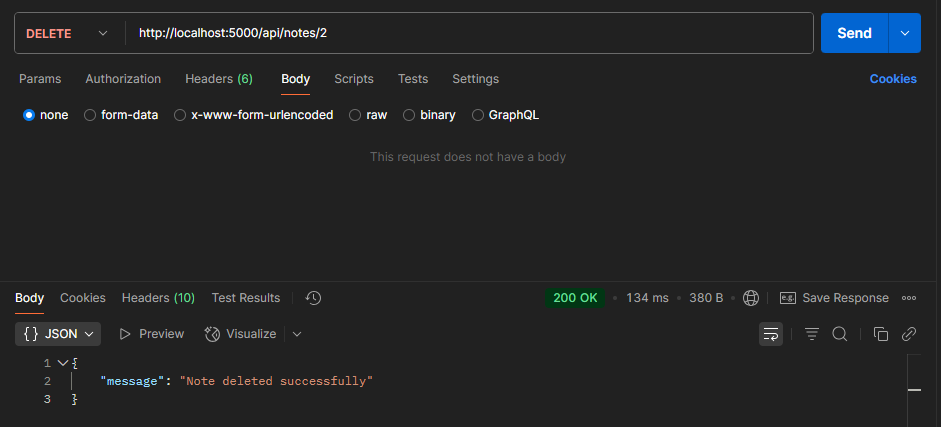 DELETE http://localhost:5000/api/notes/2 Send
Params Authorization Headers (6) Body Scripts Tests Settings Cookies
none form-data x-www-form-urlencoded raw binary GraphQL
This request does not have a body
Body Cookies Headers (10) Test Results 200 OK • 134 ms • 380 B • e.g. Save Response
{} JSON Preview Visualize
1 {
2 "message": "Note deleted successfully"
3 }